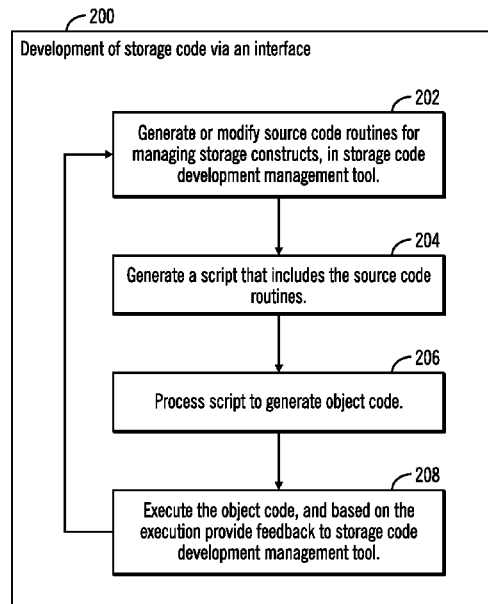 200
Development of storage code via an interface
202
Generate or modify source code routines for
managing storage constructs, in storage code
development management tool.
204
Generate a script that includes the source code
routines.
206
Process script to generate object code.
208
Execute the object code, and based on the
execution provide feedback to storage code
development management tool.